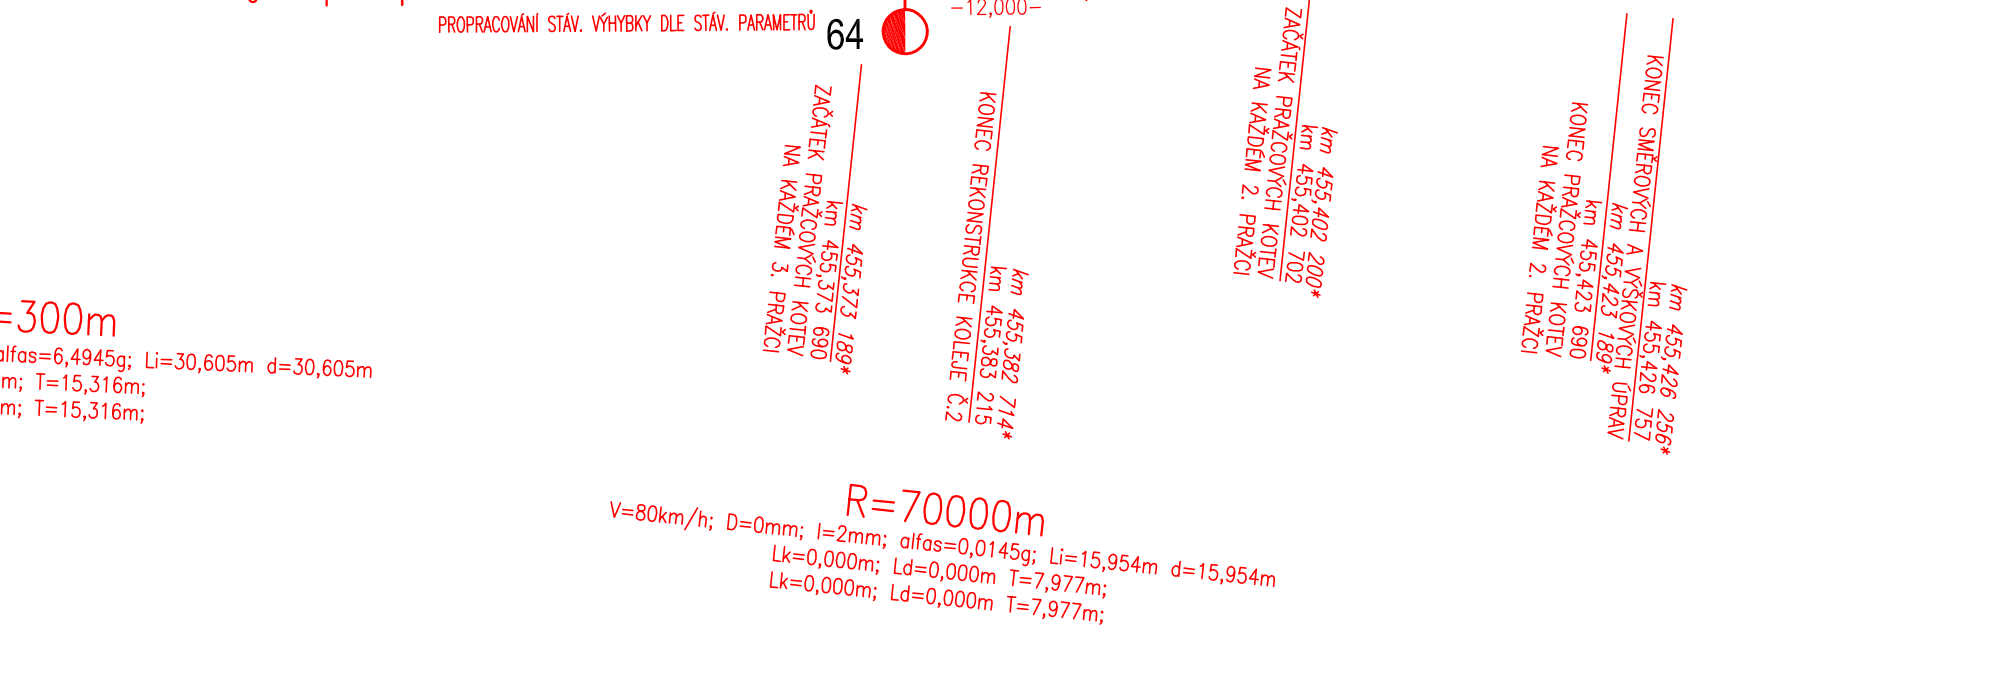 PROPRACOVÁNÍ STÁV. VÝHYBKY DLE STÁV. PARAMETRŮ
64
-12,000-
km 455,373 189*
km 455,373 690
ZAČÁTEK PRAŽCOVÝCH KOTEV
NA KAŽDÉM 3. PRAŽCI
km 455,382 714*
km 455,383 215
KONEC REKONSTRUKCE KOLEJE Č.2
km 455,402 200*
km 455,402 702
ZAČÁTEK PRAŽCOVÝCH KOTEV
NA KAŽDÉM 2. PRAŽCI
km 455,423 189*
km 455,423 690
KONEC PRAŽCOVÝCH KOTEV
NA KAŽDÉM 2. PRAŽCI
km 455,426 256*
km 455,426 757
KONEC SMĚROVÝCH A VÝŠKOVÝCH ÚPRAV
=300m
alfas=6,4945g; Li=30,605m d=30,605m
m; T=15,316m;
m; T=15,316m;
R=70000m
V=80km/h; D=0mm; I=2mm; alfas=0,0145g; Li=15,954m d=15,954m
Lk=0,000m; Ld=0,000m T=7,977m;
Lk=0,000m; Ld=0,000m T=7,977m;